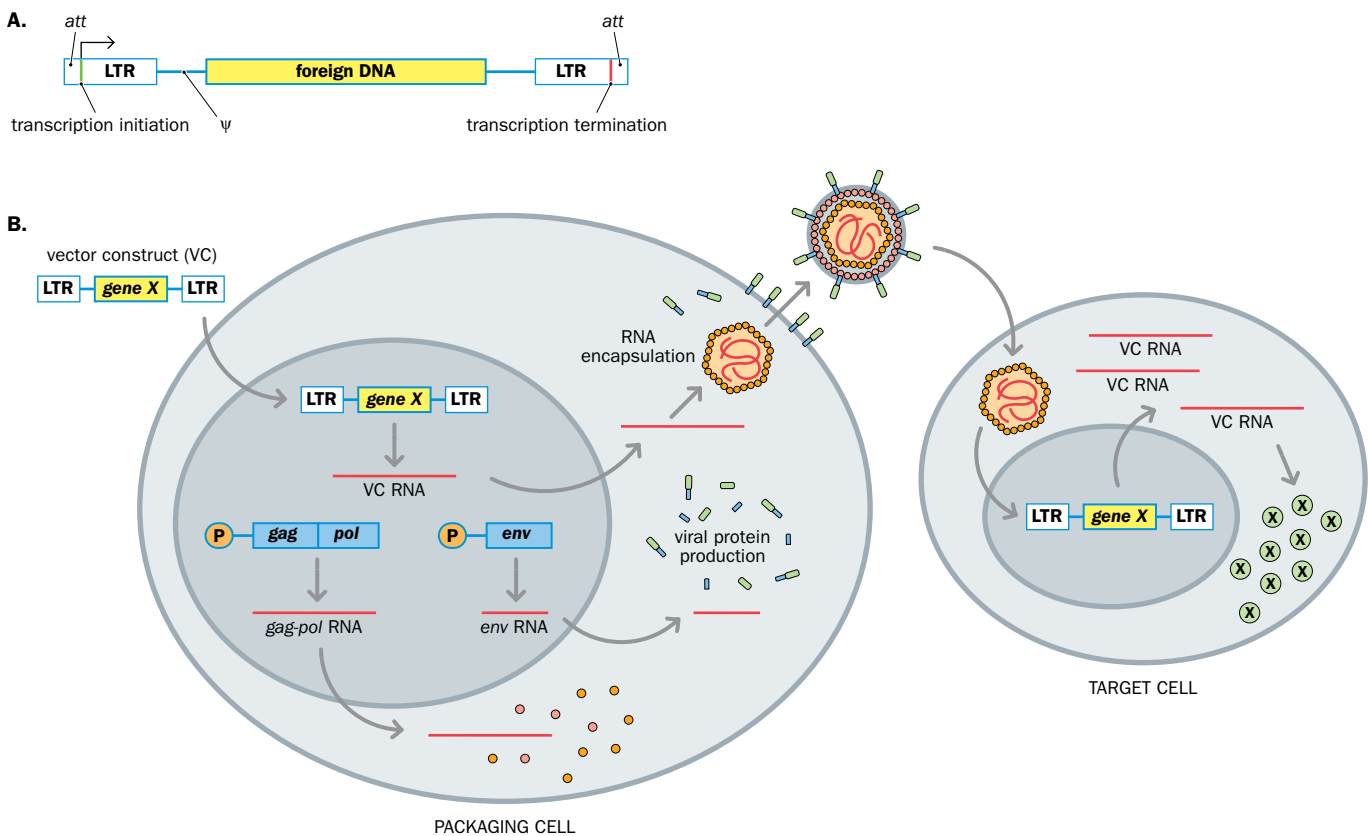 A.
att
att
LTR
foreign DNA
LTR
transcription initiation
ψ
transcription termination
B.
vector construct (VC)
LTR
gene X
LTR
RNA
encapsulation
LTR
gene X
LTR
VC RNA
P
gag
pol
P
env
gag-pol RNA
env RNA
viral protein
production
PACKAGING CELL
VC RNA
VC RNA
VC RNA
LTR
gene X
LTR
X
X
X
X
X
X
X
X
X
TARGET CELL